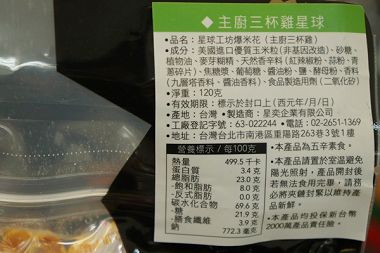 ◆主廚三杯雞星球
•品名：星球工坊爆米花（主廚三杯雞）
•成分：美國進口優質玉米粒(非基因改造)、砂糖、
植物油、麥芽糊精、天然香辛料（紅辣椒粉、蒜粉、青
蔥碎片）、焦糖漿、葡萄糖、醬油粉、鹽、酵母粉、香料
（九層塔香料、醬油香料）、食品製造用劑（二氧化矽）
•淨重：120克
•有效期限：標示於封口上（西元年/月/日）
•產地：台灣•製造商：星奕企業有限公司
•工廠登記字號：63-022244•電話：02-2651-1369
•地址：台灣台北市南港區重陽路263巷3號1樓
營養標示／每100克
熱量 499.5千卡
蛋白質 3.4克
總脂肪 23.0克
-飽和脂肪 8.0克
-反式脂肪 0.0克
碳水化合物 69.6克
-糖 21.9克
-膳食纖維 3.9克
鈉 772.3毫克
•本產品為五辛素食。
•本產品請置於室溫避免
陽光照射，產品開封後
若無法食用完畢，請務
必將夾鏈封緊以維持產
品新鮮。
•本產品均投保新台幣
2000萬產品責任險。